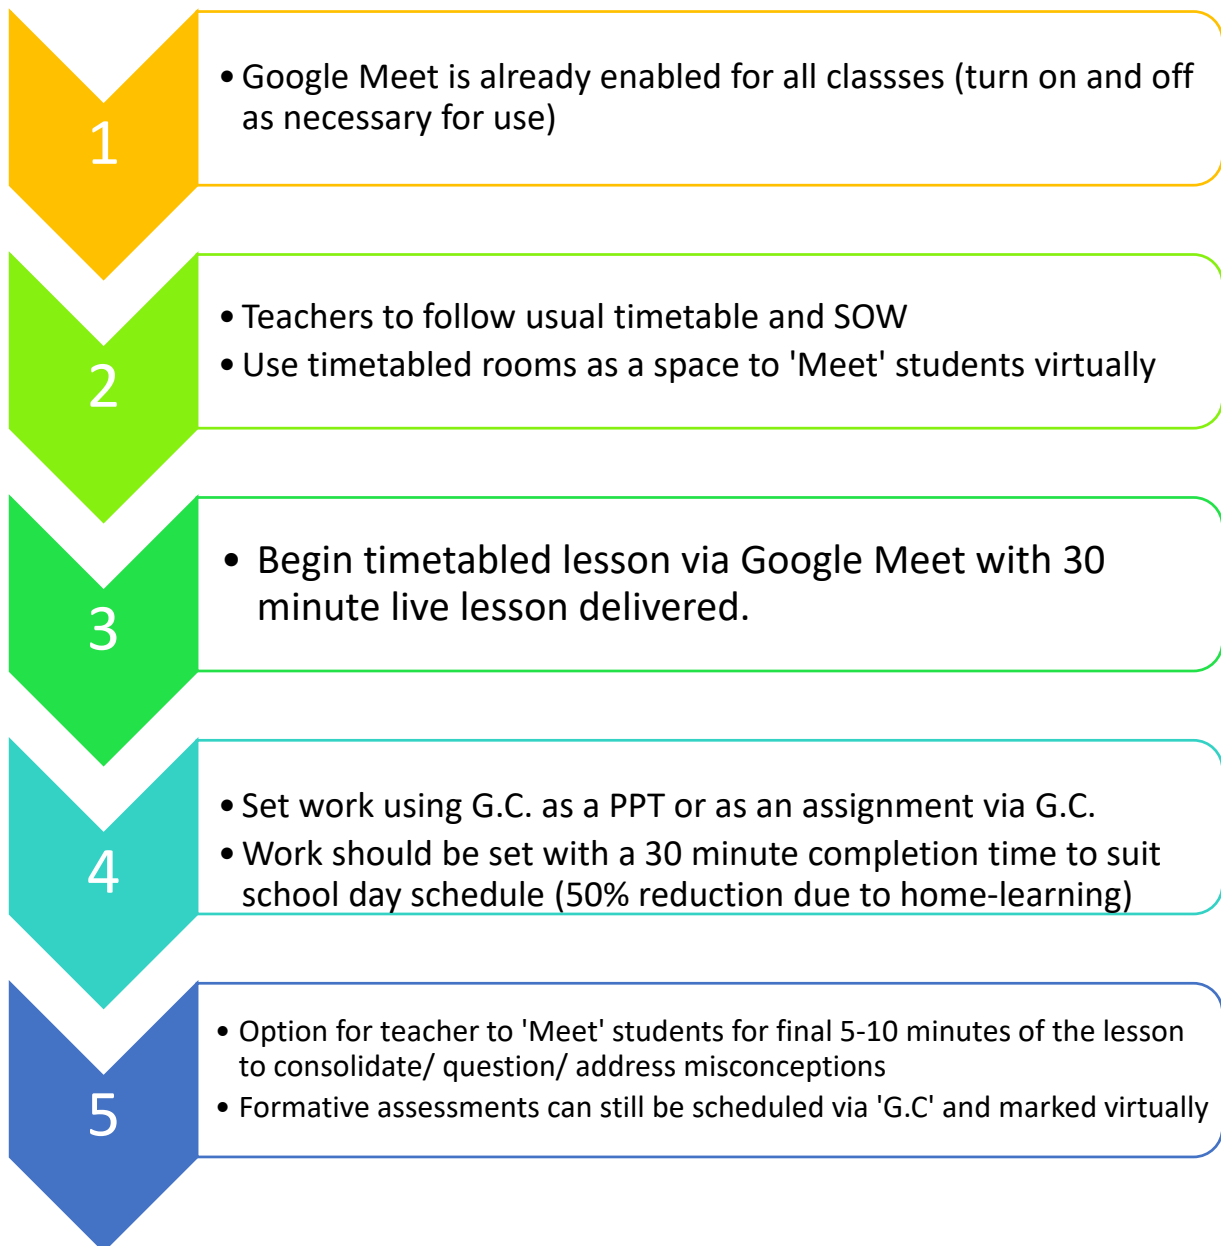 1
• Google Meet is already enabled for all classses (turn on and off
as necessary for use)
2
• Teachers to follow usual timetable and SOW
• Use timetabled rooms as a space to 'Meet' students virtually
3
• Begin timetabled lesson via Google Meet with 30
minute live lesson delivered.
4
• Set work using G.C. as a PPT or as an assignment via G.C.
• Work should be set with a 30 minute completion time to suit
school day schedule (50% reduction due to home-learning)
5
• Option for teacher to 'Meet' students for final 5-10 minutes of the lesson
to consolidate/ question/ address misconceptions
• Formative assessments can still be scheduled via 'G.C' and marked virtually